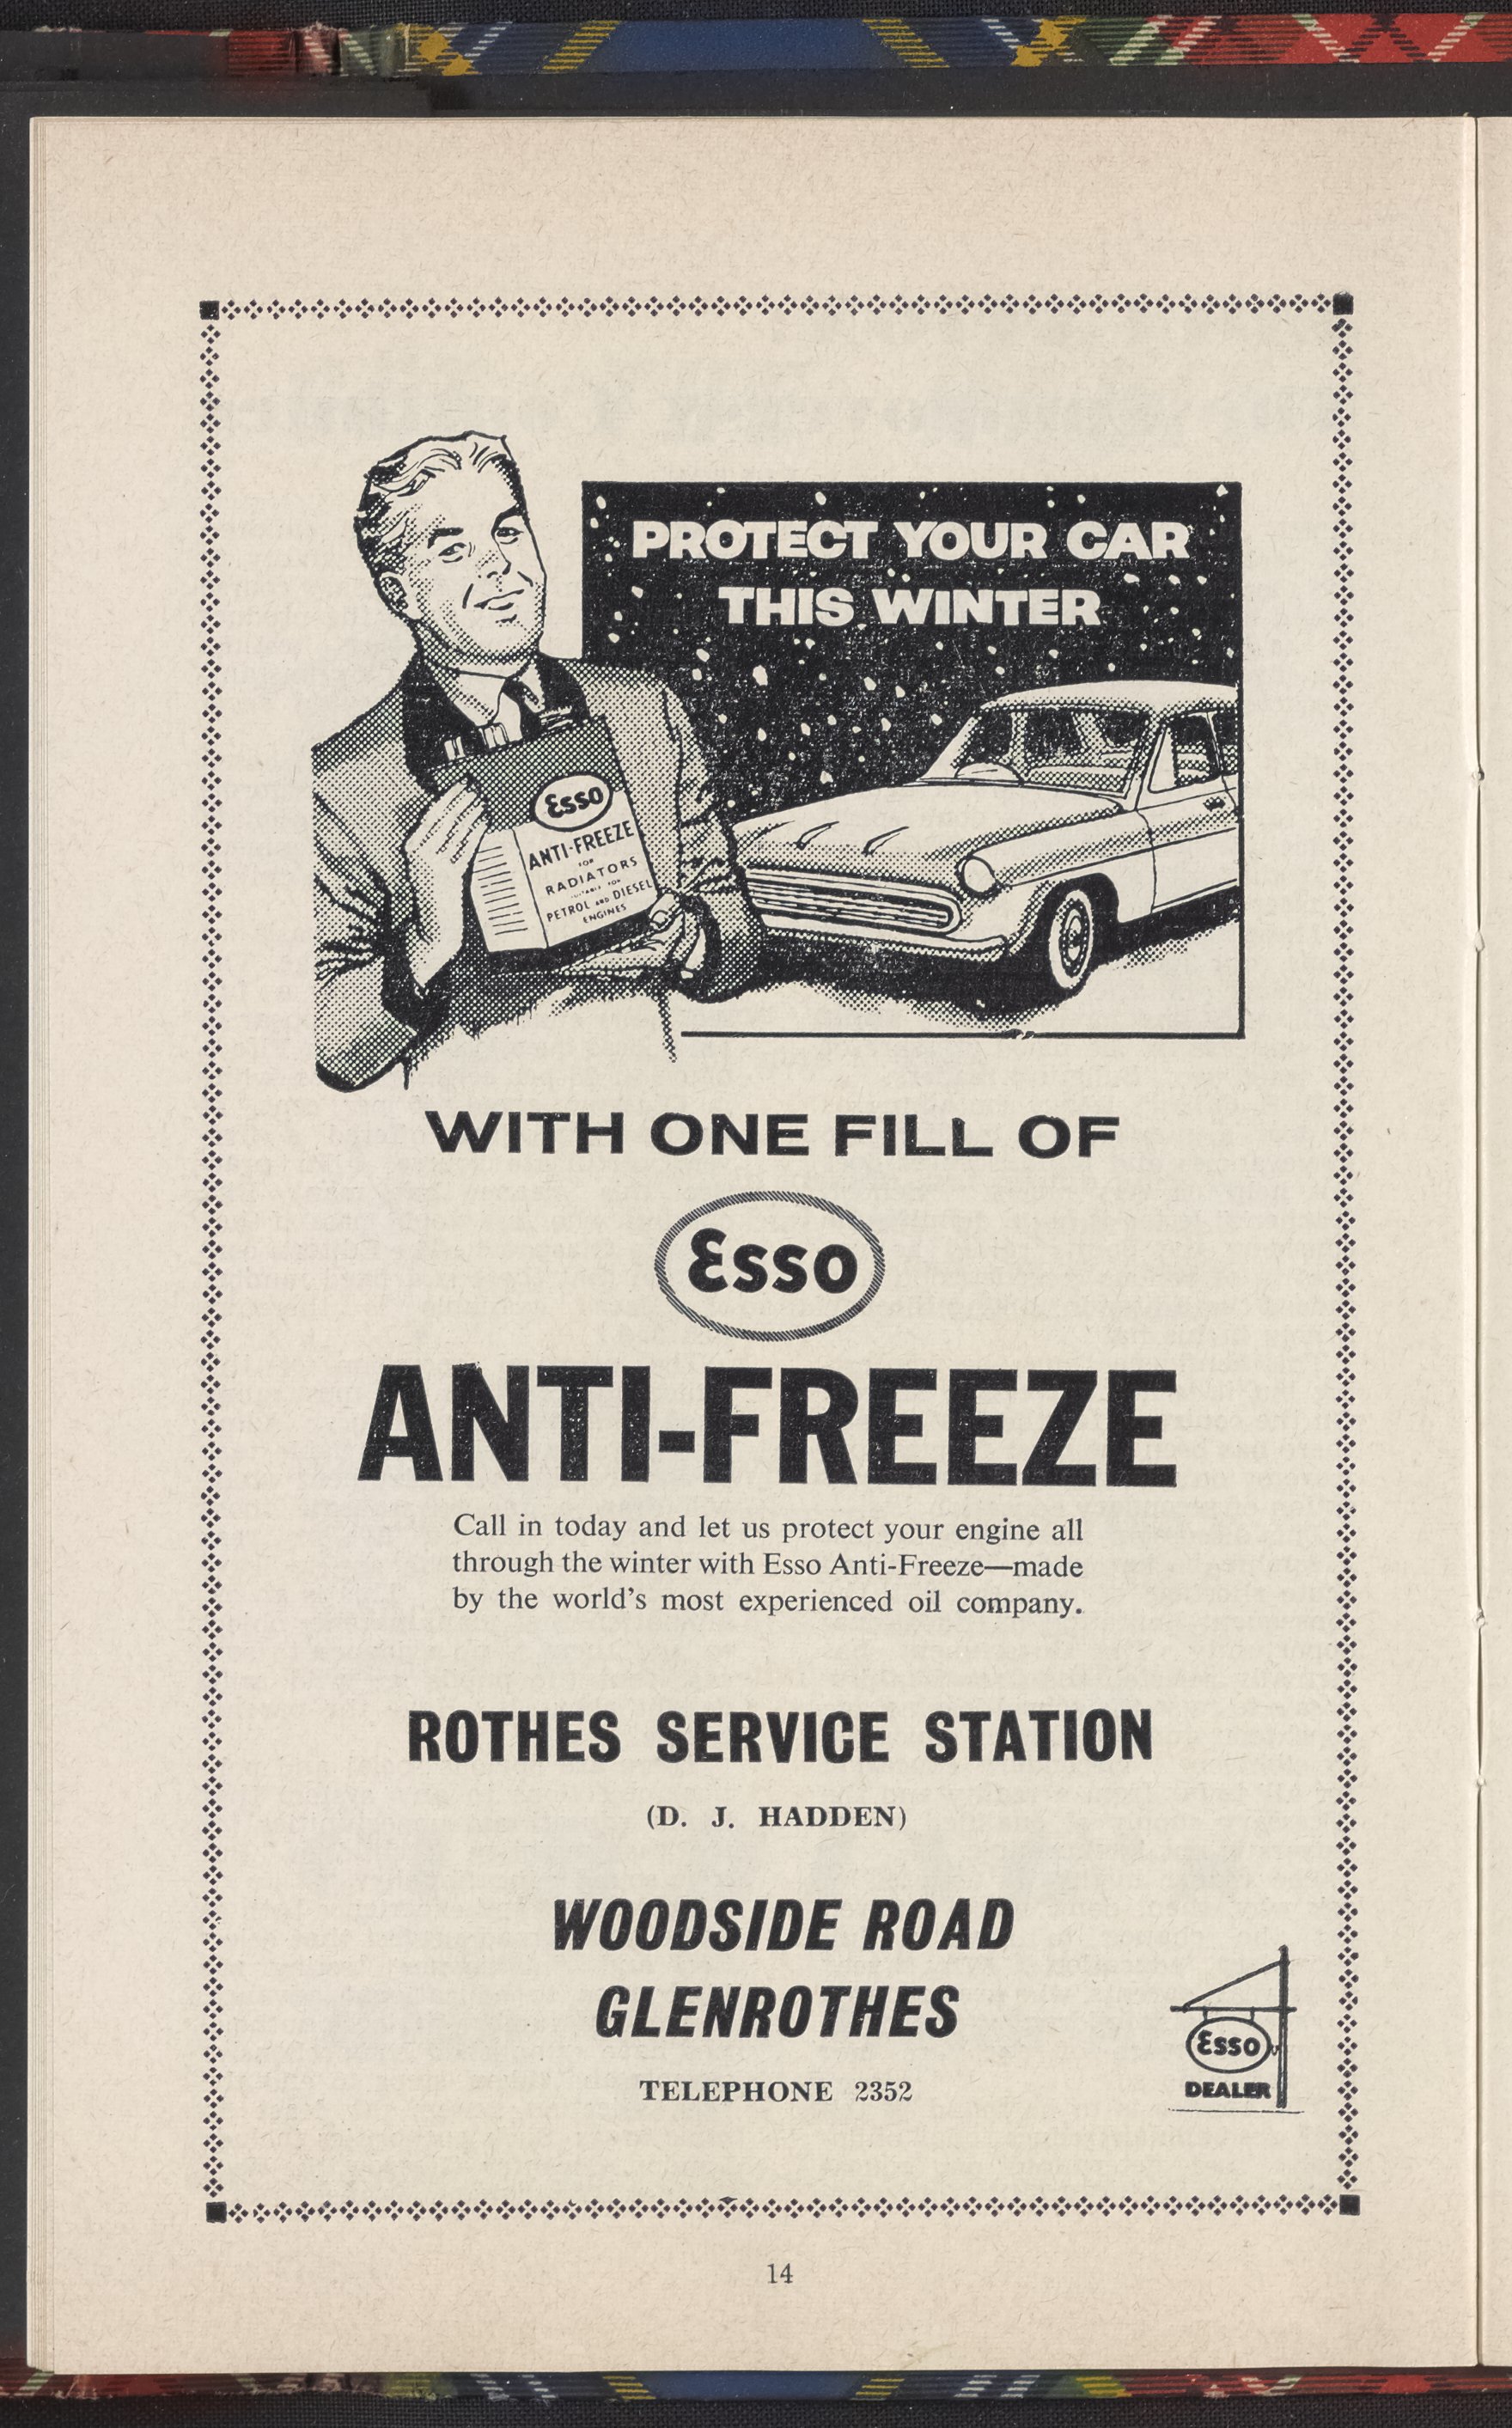 PROTECT YOUR CAR
THIS WINTER
Esso
ANTI-FREEZE
FOR
RADIATORS
SUITABLE FOR
PETROL AND DIESEL
ENGINES
WITH ONE FILL OF
Esso
ANTI-FREEZE
Call in today and let us protect your engine all
through the winter with Esso Anti-Freeze—made
by the world's most experienced oil company.
ROTHES SERVICE STATION
(D. J. HADDEN)
WOODSIDE ROAD
GLENROTHES
TELEPHONE 2352
Esso
DEALER
14